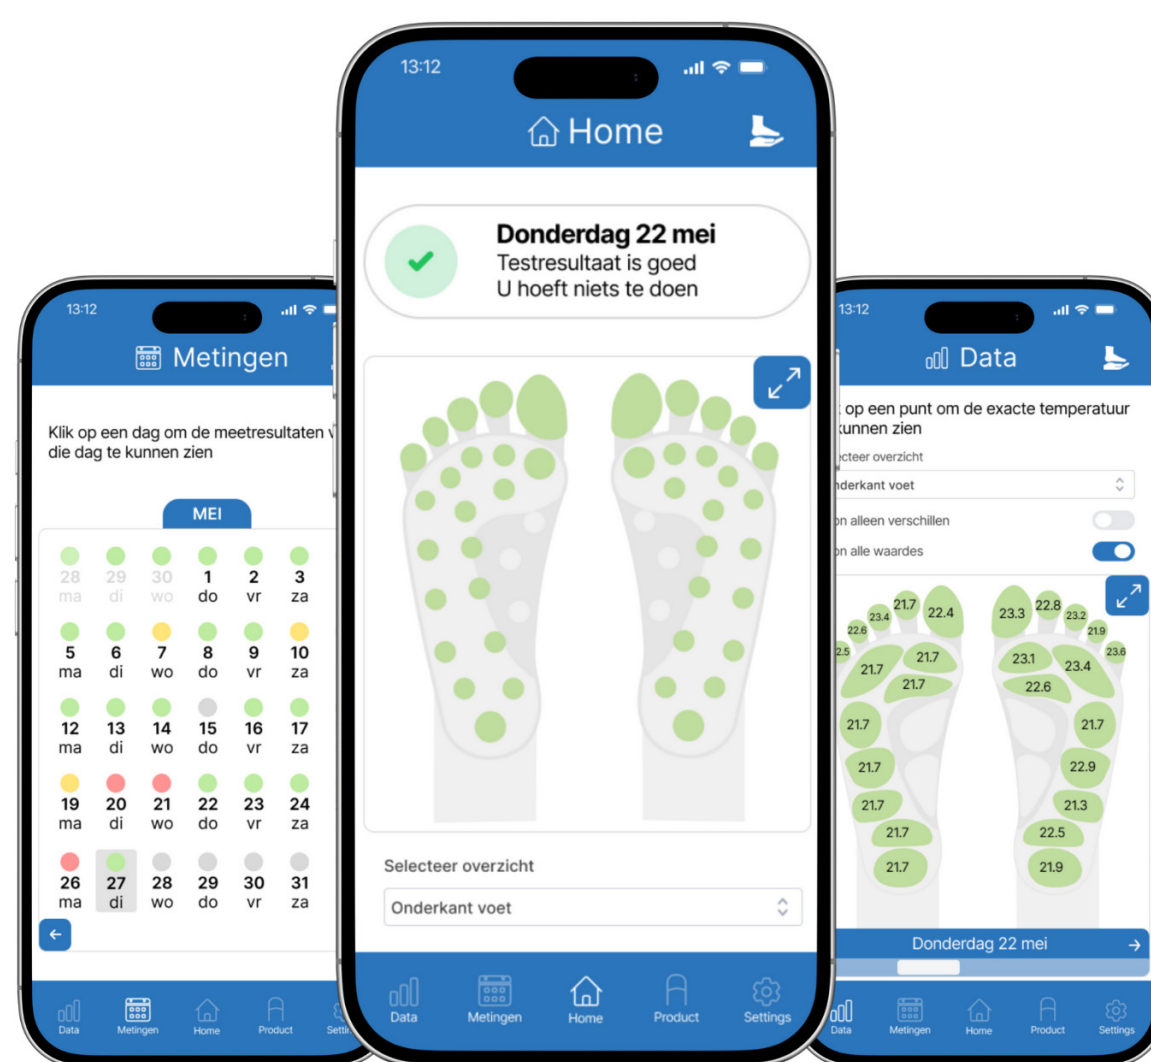 13:12
Metingen
Klik op een dag om de meetresultaten
die dag te kunnen zien
MEI
28 29 30 1 2 3
ma di wo do vr za
5 6 7 8 9 10
ma di wo do vr za
12 13 14 15 16 17
ma di wo do vr za
19 20 21 22 23 24
ma di wo do vr za
26 27 28 29 30 31
ma di wo do vr za
Data Metingen Home Product
13:12
Home
Donderdag 22 mei
Testresultaat is goed
U hoeft niets te doen
Selecteer overzicht
Onderkant voet
Data Metingen Home Product Settings
13:12
Data
op een punt om de exacte temperatuur
kunnen zien
overzicht
voet
alleen verschillen
alle waardes
23.4 21.7 22.4 23.3 22.8 23.2
22.6 21.9
21.7 21.7 23.1 23.4 23.6
21.7 22.6
21.7 21.7
21.7 22.9
21.7 21.3
21.7 22.5
21.7 21.9
Donderdag 22 mei
Data Metingen Home Product Settings